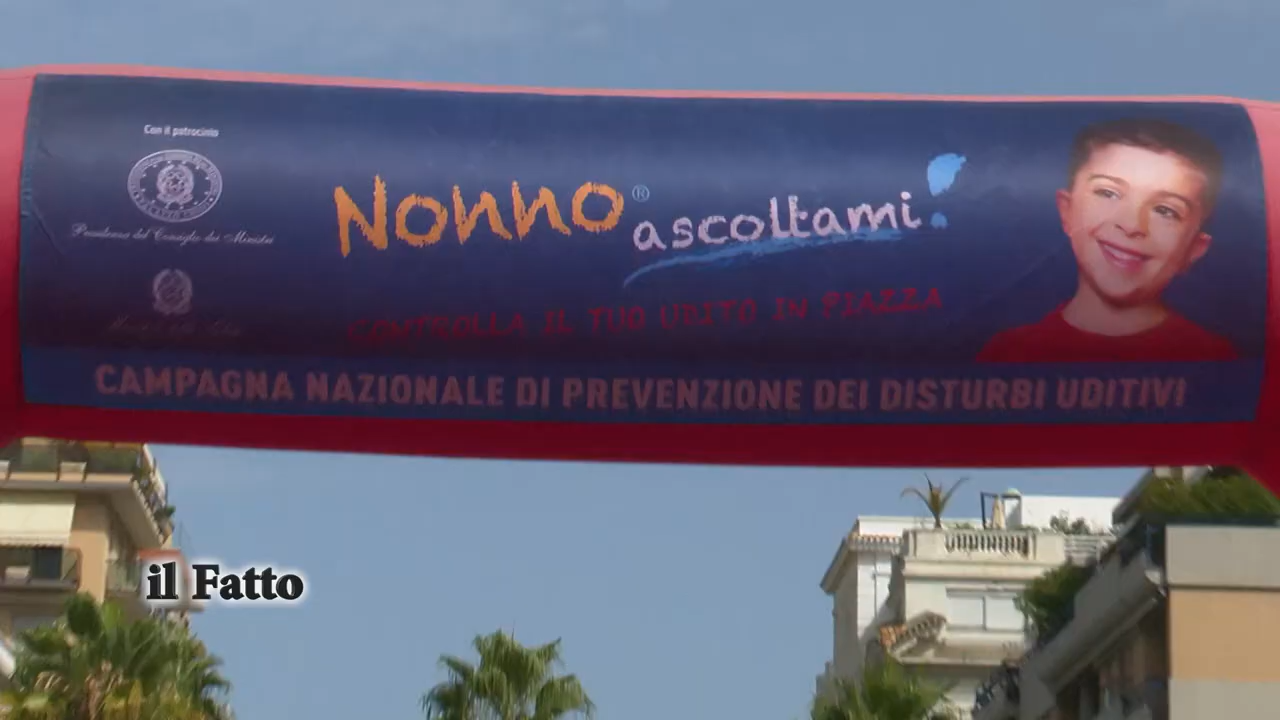 Con il patrocinio
Presidenza del Consiglio dei Ministri
Nonno®
ascoltami!
CONTROLLA IL TUO UDITO IN PIAZZA
CAMPAGNA NAZIONALE DI PREVENZIONE DEI DISTURBI UDITIVI
il Fatto